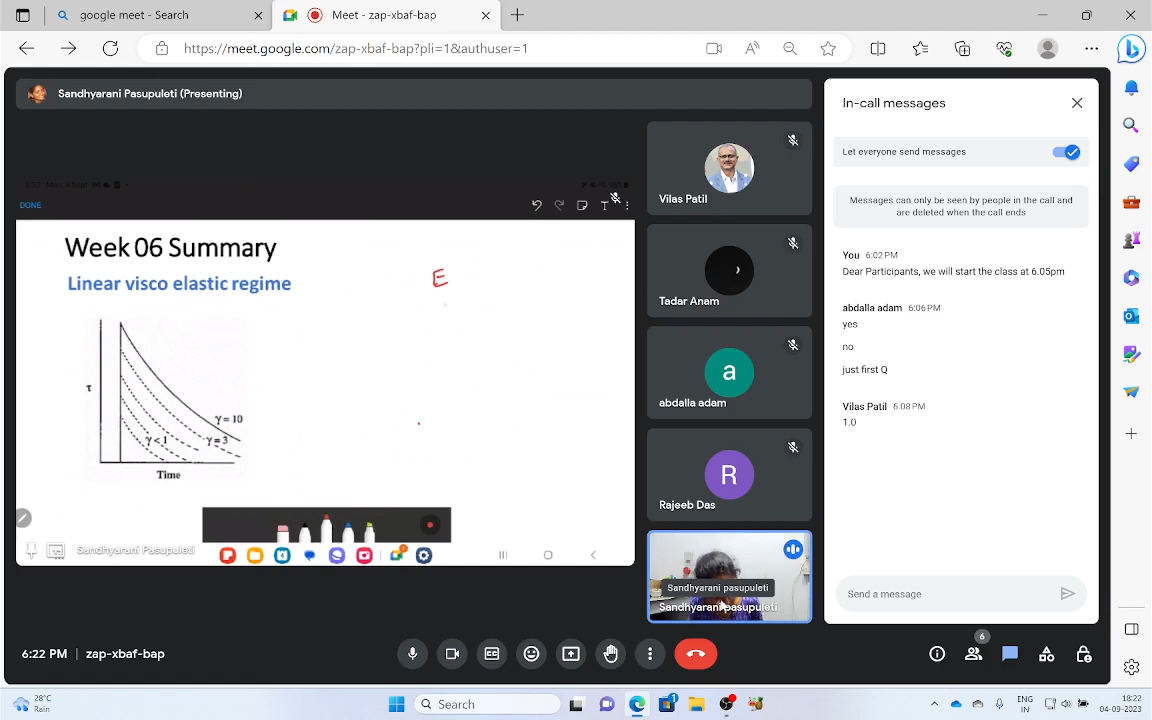 google meet - Search
Meet - zap-xbaf-bap
https://meet.google.com/zap-xbaf-bap?pli=1&authuser=1
Sandhyarani Pasupuleti (Presenting)
DONE
T
Week 06 Summary
Linear visco elastic regime
E
τ
γ = 10
γ = 3
γ < 1
Time
Sandhyarani Pasupuleti
Vilas Patil
Tadar Anam
a
abdalla adam
R
Rajeeb Das
Sandhyarani pasupuleti
Sandhyarani pasupuleti
In-call messages
Let everyone send messages
Messages can only be seen by people in the call and
are deleted when the call ends
You 6:02 PM
Dear Participants, we will start the class at 6.05pm
abdalla adam 6:06 PM
yes
no
just first Q
Vilas Patil 6:08 PM
1.0
Send a message
6:22 PM | zap-xbaf-bap
6
28°C
Rain
Search
1
ENG
IN
18:22
04-09-2023